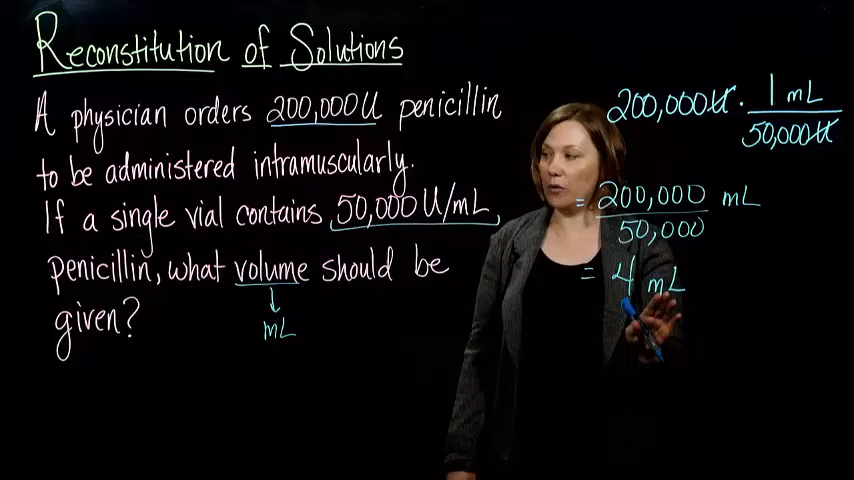 Reconstitution of Solutions
A physician orders 200,000U penicillin
to be administered intramuscularly.
If a single vial contains 50,000 U/mL
penicillin, what volume should be
given?
mL
200,000U · 1 mL
50,000U
= 200,000 mL
50,000
= 4 mL